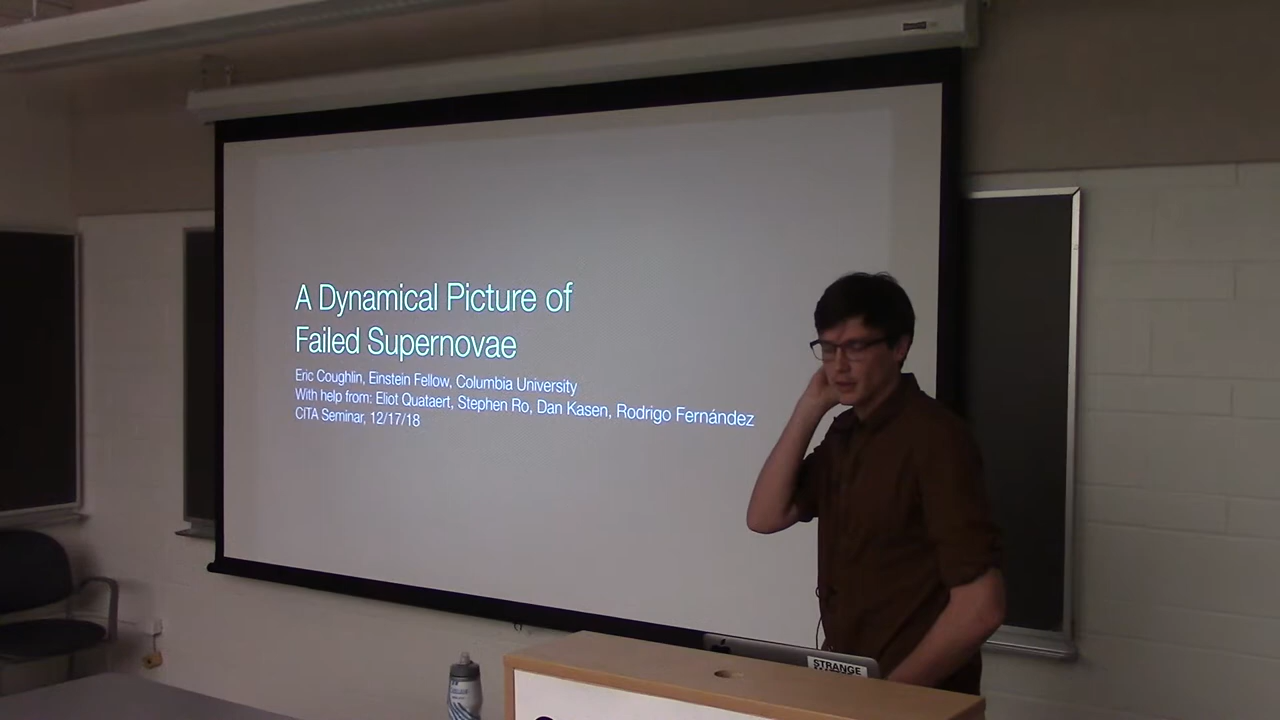 A Dynamical Picture of
Failed Supernovae
Eric Coughlin, Einstein Fellow, Columbia University
With help from: Eliot Quataert, Stephen Ro, Dan Kasen, Rodrigo Fernández
CITA Seminar, 12/17/18
STRANGE